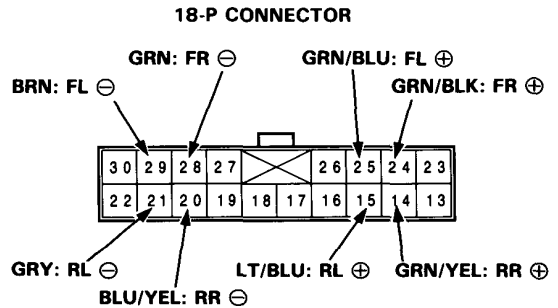 18-P CONNECTOR
GRN: FR ⊖
GRN/BLU: FL ⊕
BRN: FL ⊖
GRN/BLK: FR ⊕
30 29 28 27 26 25 24 23
22 21 20 19 18 17 16 15 14 13
GRY: RL ⊖
LT/BLU: RL ⊕
GRN/YEL: RR ⊕
BLU/YEL: RR ⊖